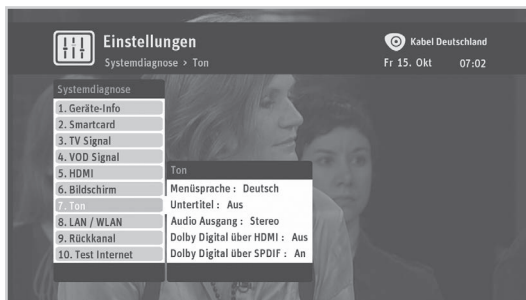 Einstellungen
Kabel Deutschland
Systemdiagnose > Ton
Fr 15. Okt 07:02
Systemdiagnose
1. Geräte-Info
2. Smartcard
3. TV Signal
4. VOD Signal
5. HDMI
6. Bildschirm
7. Ton
8. LAN / WLAN
9. Rückkanal
10. Test Internet
Ton
Menüsprache : Deutsch
Untertitel : Aus
Audio Ausgang : Stereo
Dolby Digital über HDMI : Aus
Dolby Digital über SPDIF : An